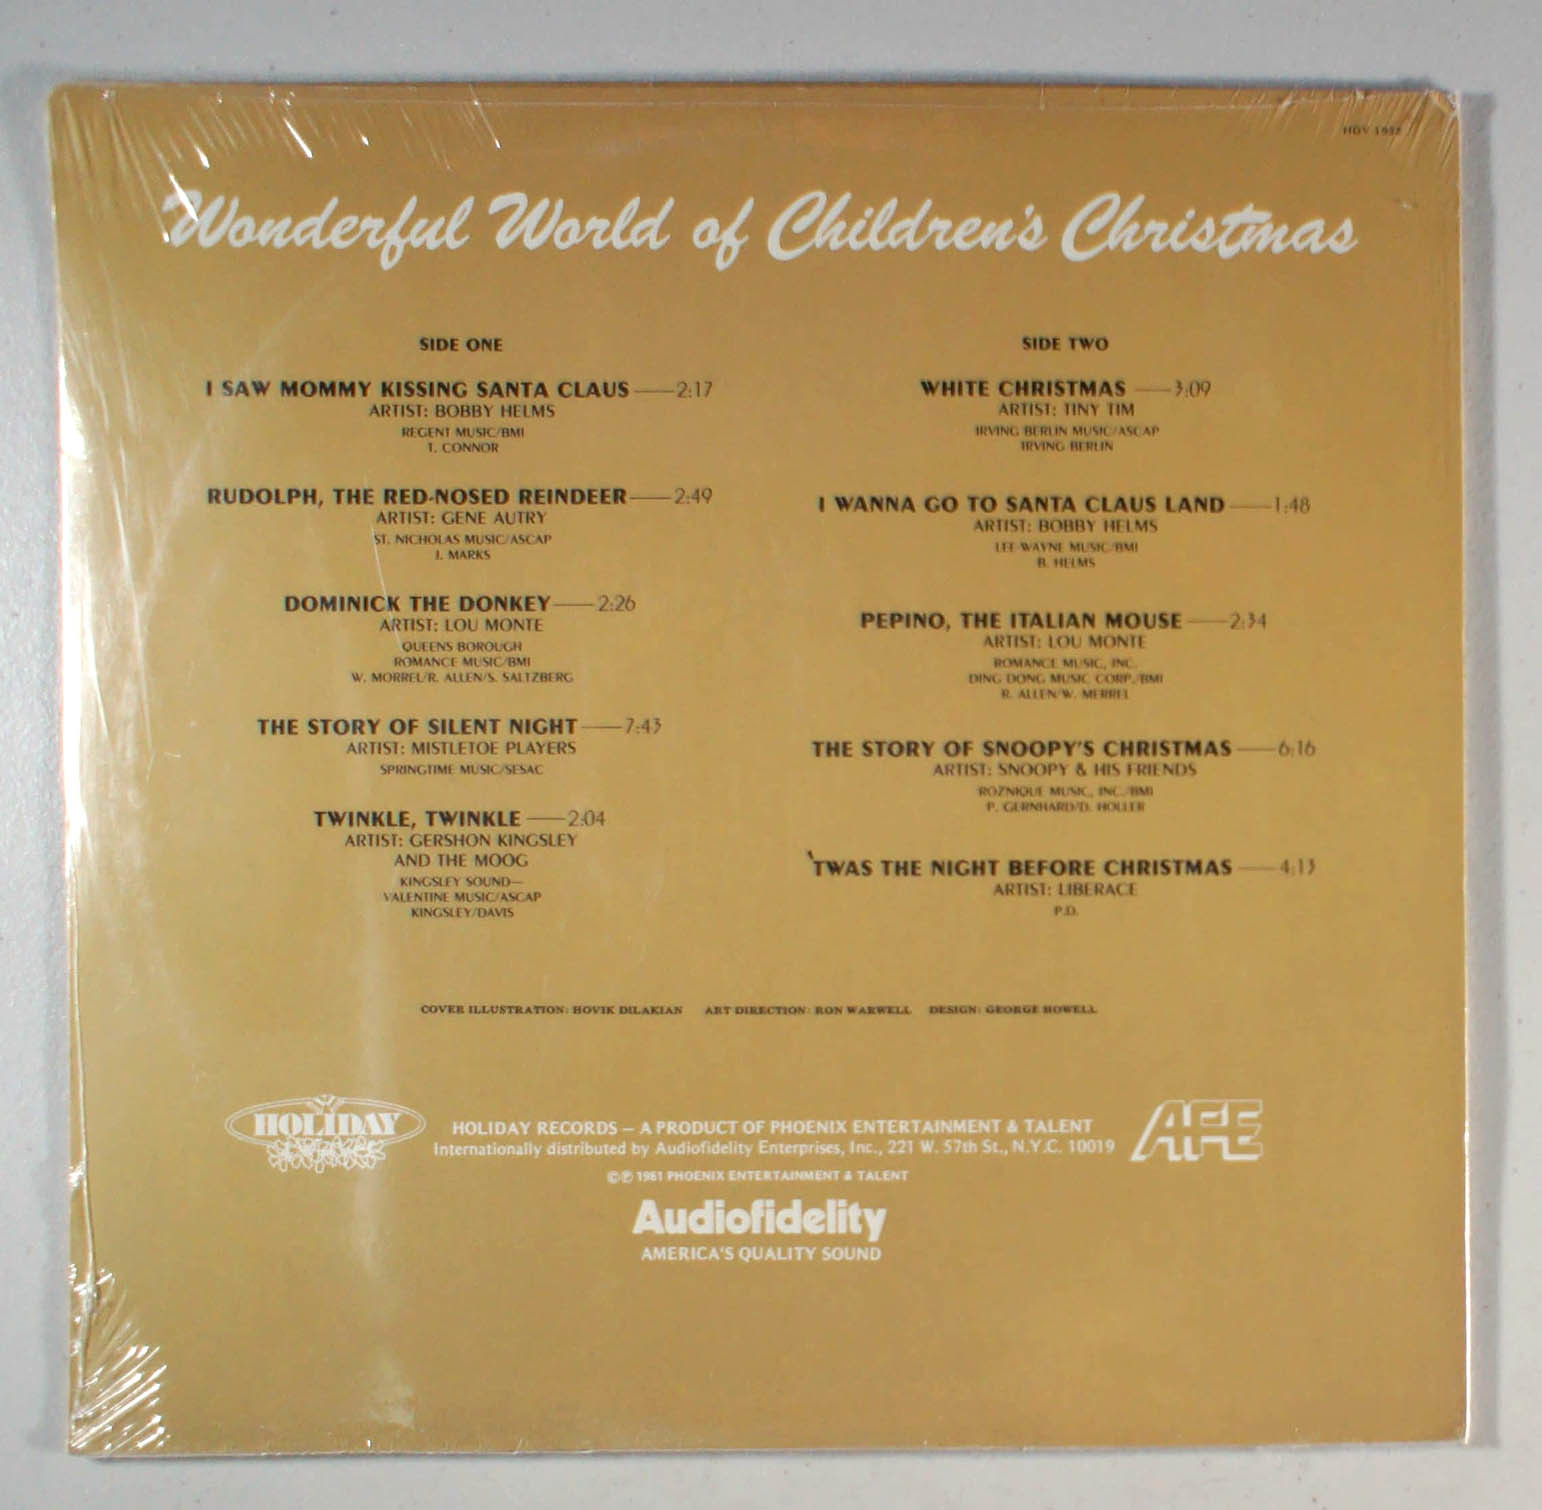 Wonderful World of Children's Christmas
SIDE ONE
I SAW MOMMY KISSING SANTA CLAUS——2:17
ARTIST: BOBBY HELMS
REGENT MUSIC/BMI
T. CONNOR
RUDOLPH, THE RED-NOSED REINDEER——2:49
ARTIST: GENE AUTRY
ST. NICHOLAS MUSIC/ASCAP
J. MARKS
DOMINICK THE DONKEY——2:26
ARTIST: LOU MONTE
QUEENS BOROUGH
ROMANCE MUSIC/BMI
W. MORREL/R. ALLEN/S. SALTZBERG
THE STORY OF SILENT NIGHT——7:43
ARTIST: MISTLETOE PLAYERS
SPRINGTIME MUSIC/SESAC
TWINKLE, TWINKLE——2:04
ARTIST: GERSHON KINGSLEY
AND THE MOOG
KINGSLEY SOUND—
VALENTINE MUSIC/ASCAP
KINGSLEY/DAVIS
SIDE TWO
WHITE CHRISTMAS——3:09
ARTIST: TINY TIM
IRVING BERLIN MUSIC/ASCAP
IRVING BERLIN
I WANNA GO TO SANTA CLAUS LAND——1:48
ARTIST: BOBBY HELMS
LEE WAYNE MUSIC/BMI
B. HELMS
PEPINO, THE ITALIAN MOUSE——2:34
ARTIST: LOU MONTE
ROMANCE MUSIC, INC.
DING DONG MUSIC CORP./BMI
R. ALLEN/W. MERREL
THE STORY OF SNOOPY'S CHRISTMAS——6:16
ARTIST: SNOOPY & HIS FRIENDS
ROZNIQUE MUSIC, INC./BMI
P. GERNHARD/D. HOLLER
'TWAS THE NIGHT BEFORE CHRISTMAS——4:13
ARTIST: LIBERACE
P.D.
COVER ILLUSTRATION: HOVIK DILAKIAN ART DIRECTION: RON WARWELL DESIGN: GEORGE HOWELL
HOLIDAY
HOLIDAY RECORDS — A PRODUCT OF PHOENIX ENTERTAINMENT & TALENT
Internationally distributed by Audiofidelity Enterprises, Inc., 221 W. 57th St., N.Y.C. 10019
AFE
©℗ 1981 PHOENIX ENTERTAINMENT & TALENT
Audiofidelity
AMERICA'S QUALITY SOUND